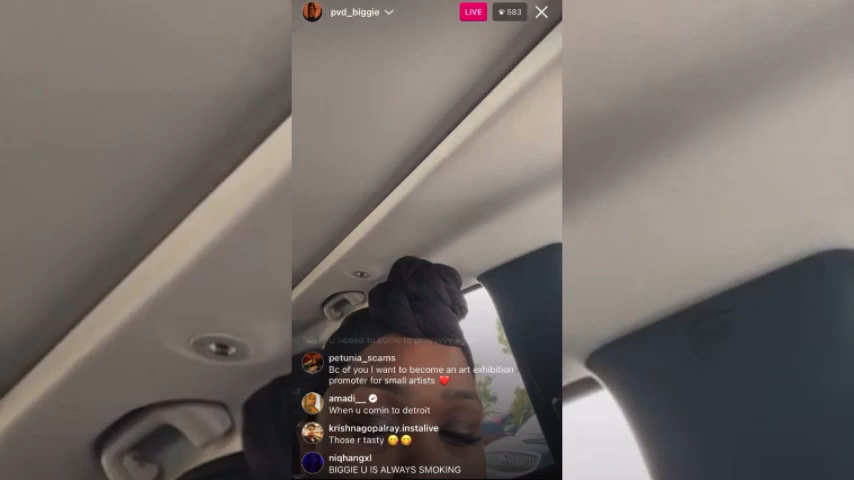 pvd_biggie
LIVE
583
petunia_scams
Bc of you I want to become an art exhibition
promoter for small artists ❤️
amadi__
When u comin to detroit
krishnagopalray.instalive
Those r tasty 😋😋
niqhangxl
BIGGIE U IS ALWAYS SMOKING